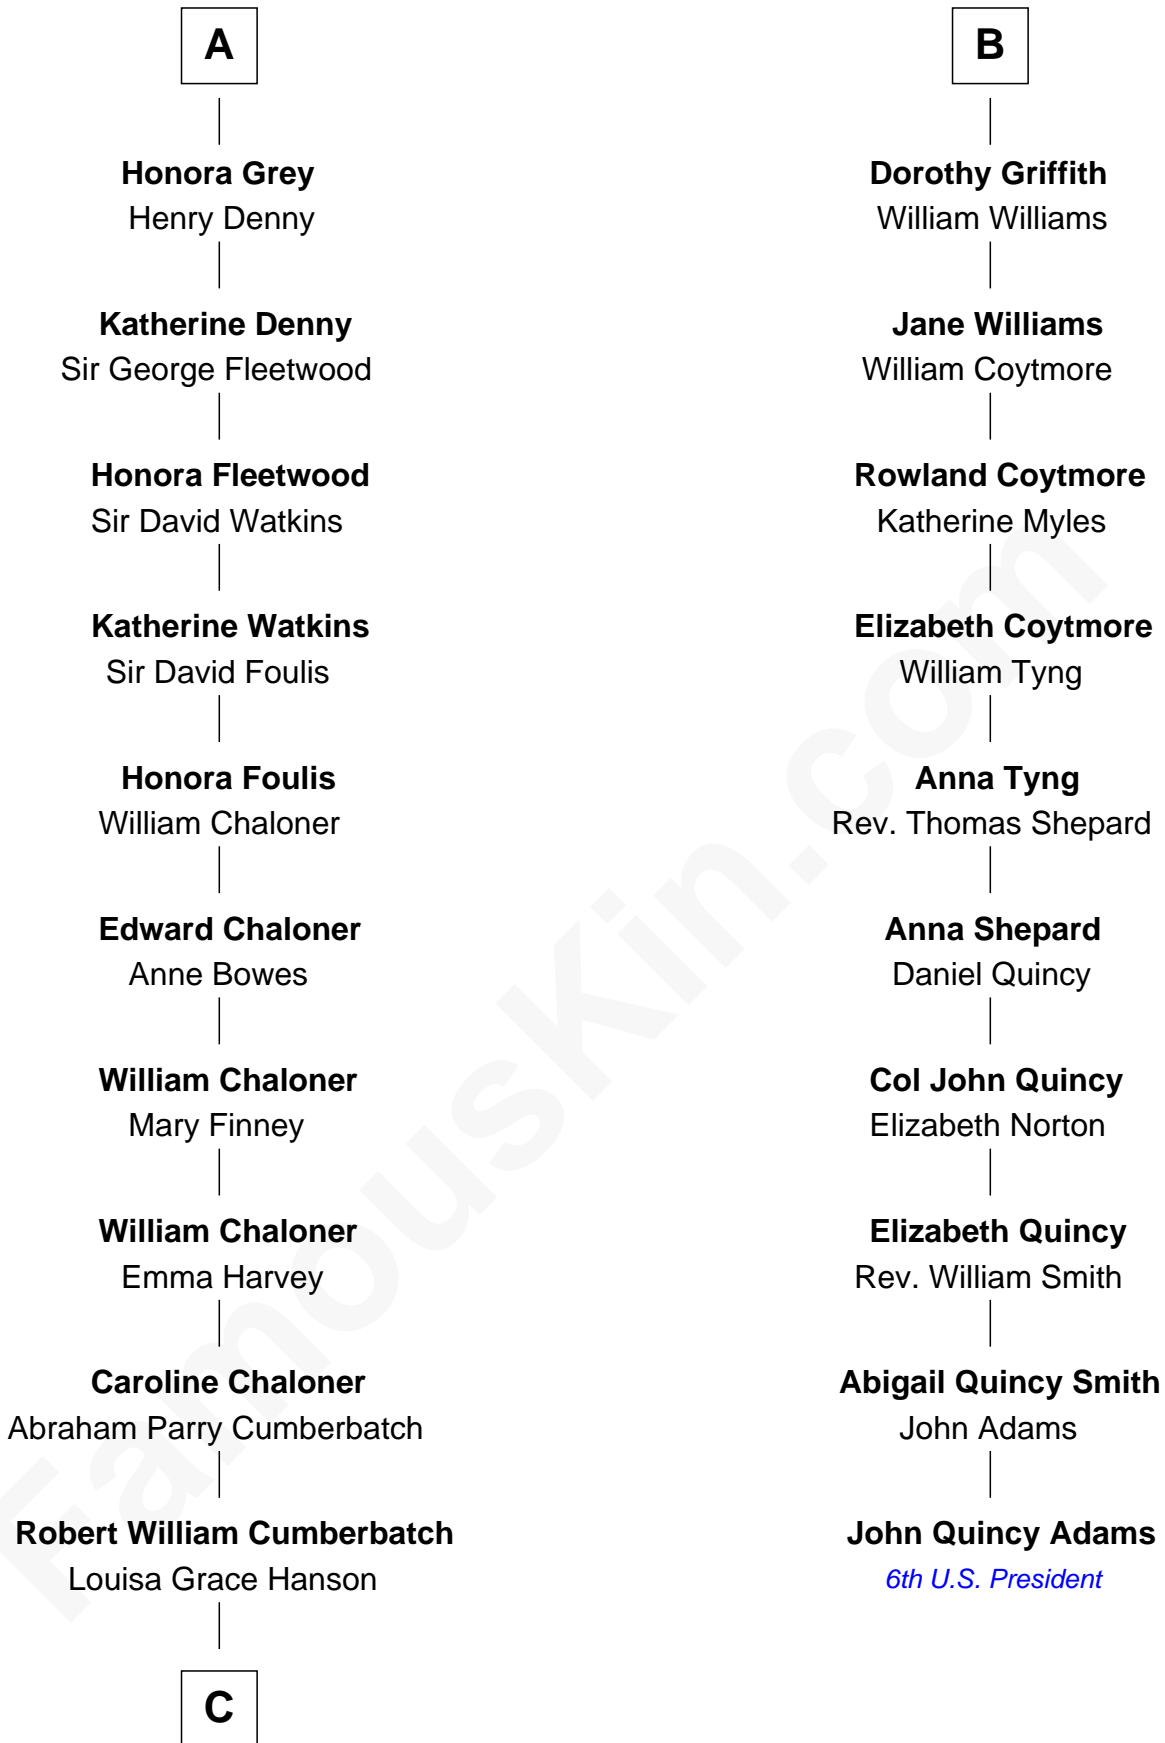 A
Honora Grey
Henry Denny
Katherine Denny
Sir George Fleetwood
Honora Fleetwood
Sir David Watkins
Katherine Watkins
Sir David Foulis
Honora Foulis
William Chaloner
Edward Chaloner
Anne Bowes
William Chaloner
Mary Finney
William Chaloner
Emma Harvey
Caroline Chaloner
Abraham Parry Cumberbatch
Robert William Cumberbatch
Louisa Grace Hanson
C
B
Dorothy Griffith
William Williams
Jane Williams
William Coytmore
Rowland Coytmore
Katherine Myles
Elizabeth Coytmore
William Tyng
Anna Tyng
Rev. Thomas Shepard
Anna Shepard
Daniel Quincy
Col John Quincy
Elizabeth Norton
Elizabeth Quincy
Rev. William Smith
Abigail Quincy Smith
John Adams
John Quincy Adams
6th U.S. President
FamousKin.com